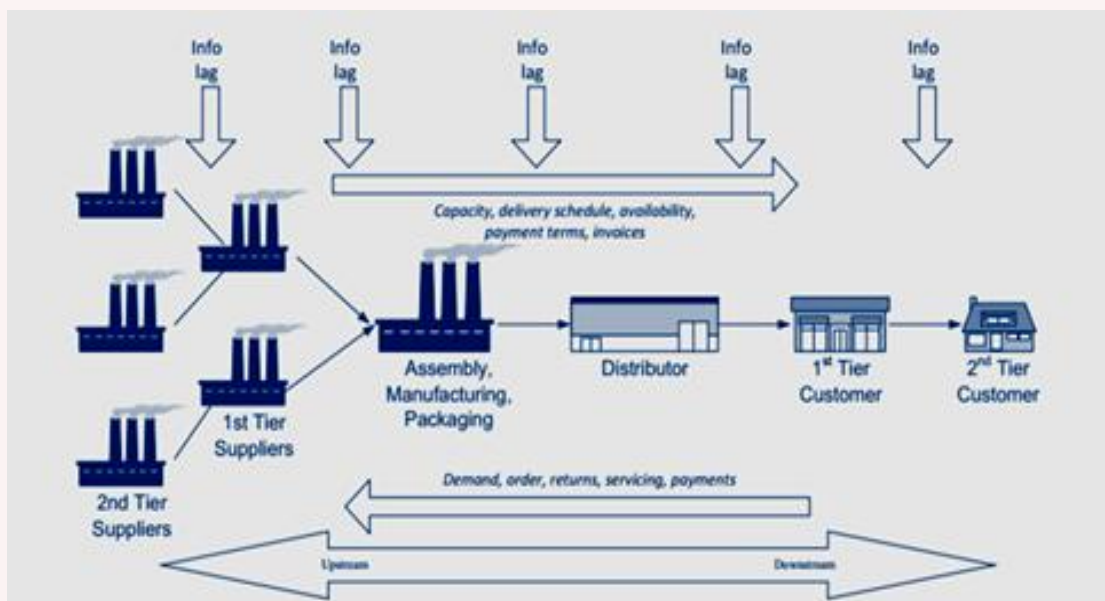 Info
lag
Info
lag
Info
lag
Info
lag
Info
lag
Capacity, delivery schedule, availability,
payment terms, invoices
2nd Tier
Suppliers
1st Tier
Suppliers
Assembly,
Manufacturing,
Packaging
Distributor
1st Tier
Customer
2nd Tier
Customer
Demand, order, returns, servicing, payments
Upstream
Downstream